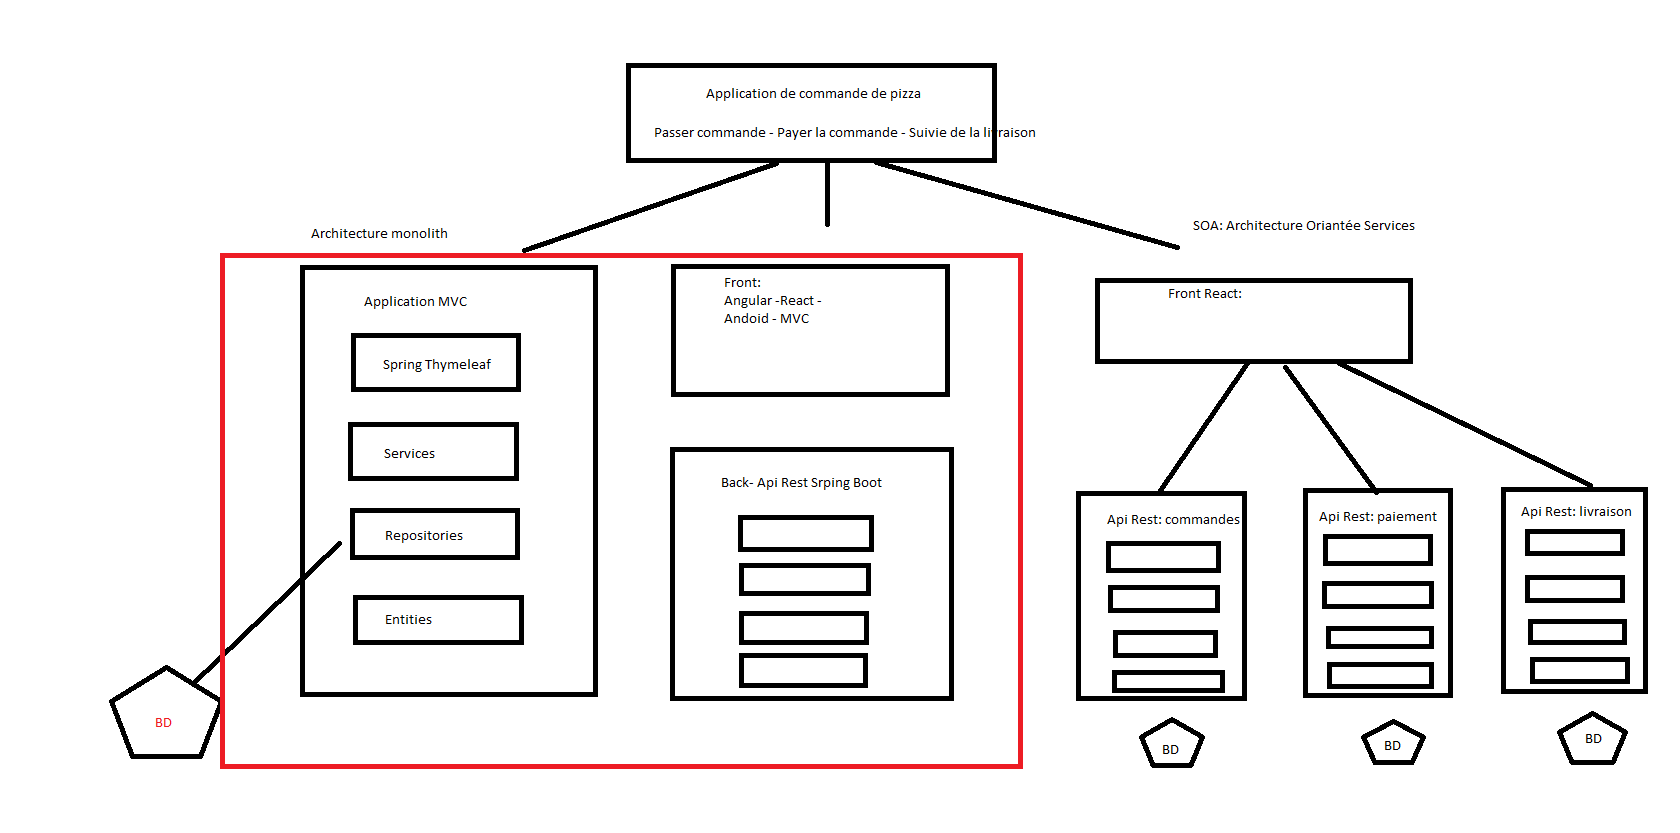 Application de commande de pizza
Passer commande - Payer la commande - Suivie de la livraison
Architecture monolith
SOA: Architecture Oriantée Services
Application MVC
Spring Thymeleaf
Services
Repositories
Entities
BD
Front:
Angular -React -
Andoid - MVC
Back- Api Rest Srping Boot
Front React:
Api Rest: commandes
Api Rest: paiement
Api Rest: livraison
BD
BD
BD